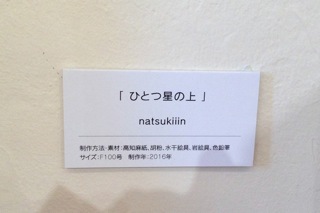 「 ひとつ星の上 」
natsukiiin
制作方法・素材：高知麻紙、胡粉、水干絵具、岩絵具、色鉛筆
サイズ：F100号　制作年：2016年